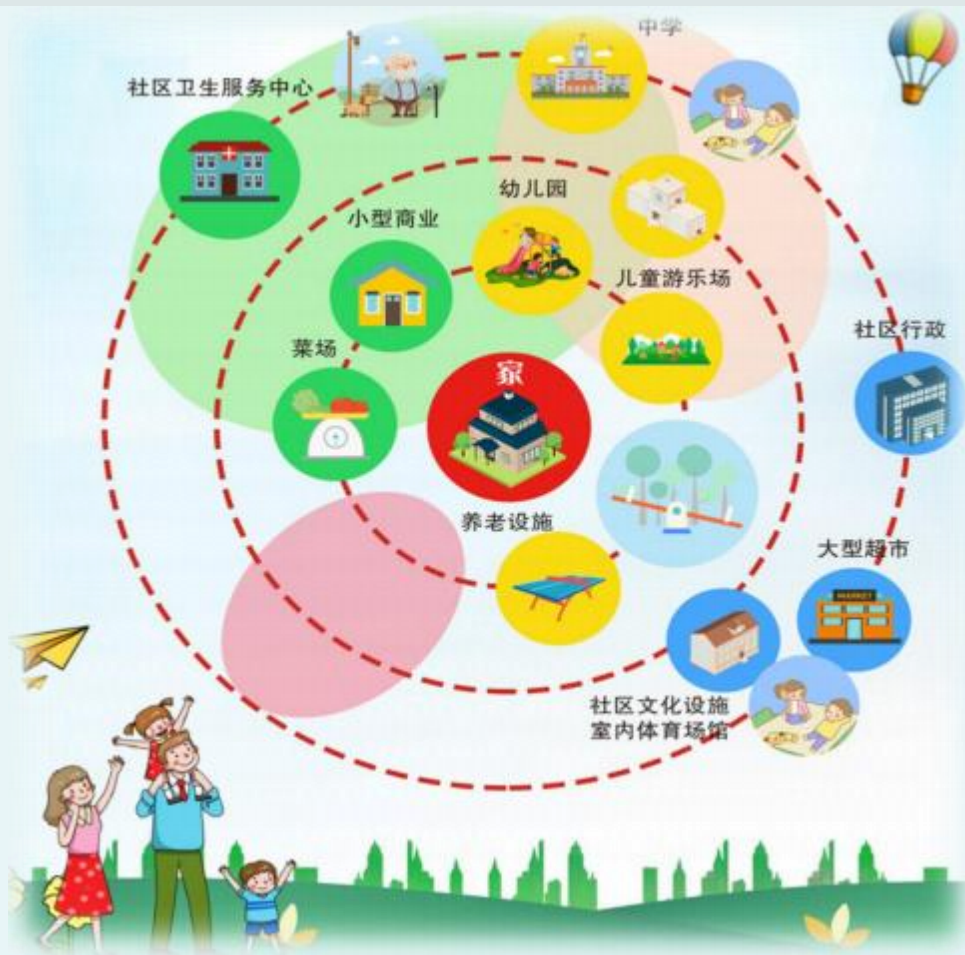 中学
社区卫生服务中心
幼儿园
小型商业
儿童游乐场
社区行政
菜场
家
养老设施
大型超市
MARKET
社区文化设施
室内体育场馆